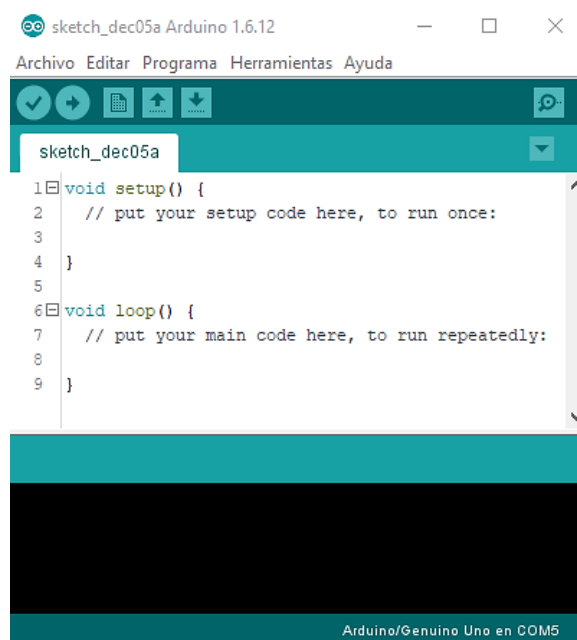 sketch_dec05a Arduino 1.6.12
Archivo Editar Programa Herramientas Ayuda
sketch_dec05a
1 void setup() {
2 // put your setup code here, to run once:
3
4 }
5
6 void loop() {
7 // put your main code here, to run repeatedly:
8
9 }
Arduino/Genuino Uno en COM5